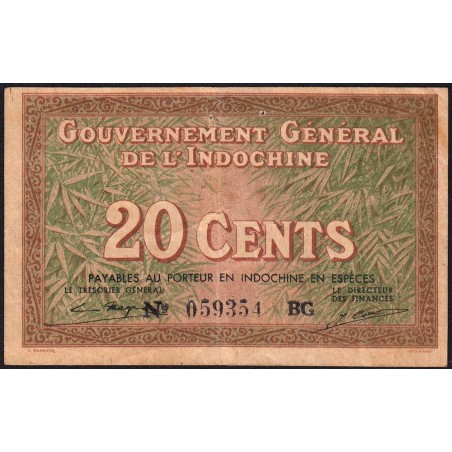 GOUVERNEMENT GÉNÉRAL
DE L'INDOCHINE
20 CENTS
PAYABLES AU PORTEUR EN INDOCHINE EN ESPÈCES
LE TRÉSORIER GÉNÉRAL
LE DIRECTEUR
DES FINANCES
No 059354 BG